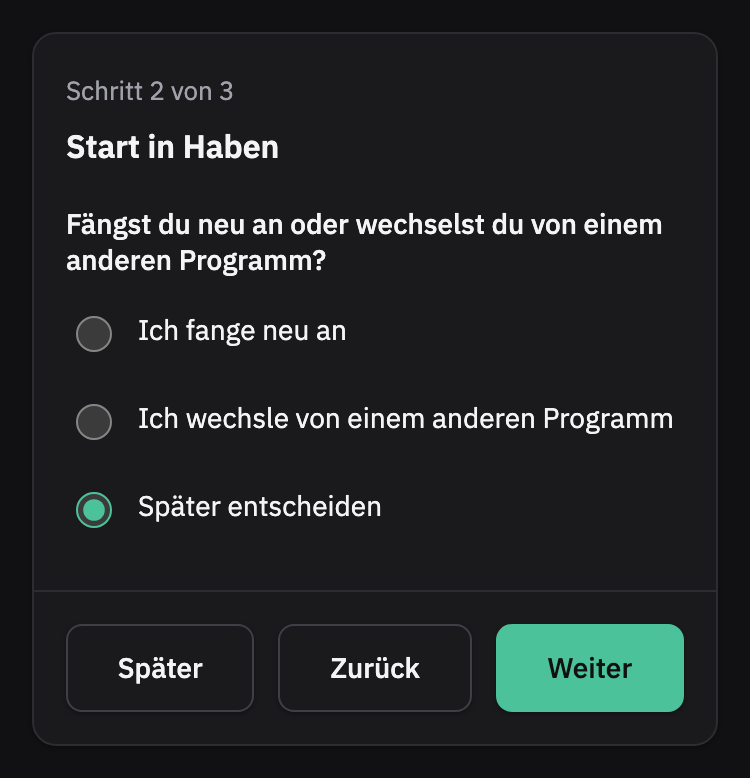 Schritt 2 von 3
Start in Haben
Fängst du neu an oder wechselst du von einem
anderen Programm?
Ich fange neu an
Ich wechsle von einem anderen Programm
Später entscheiden
Später
Zurück
Weiter